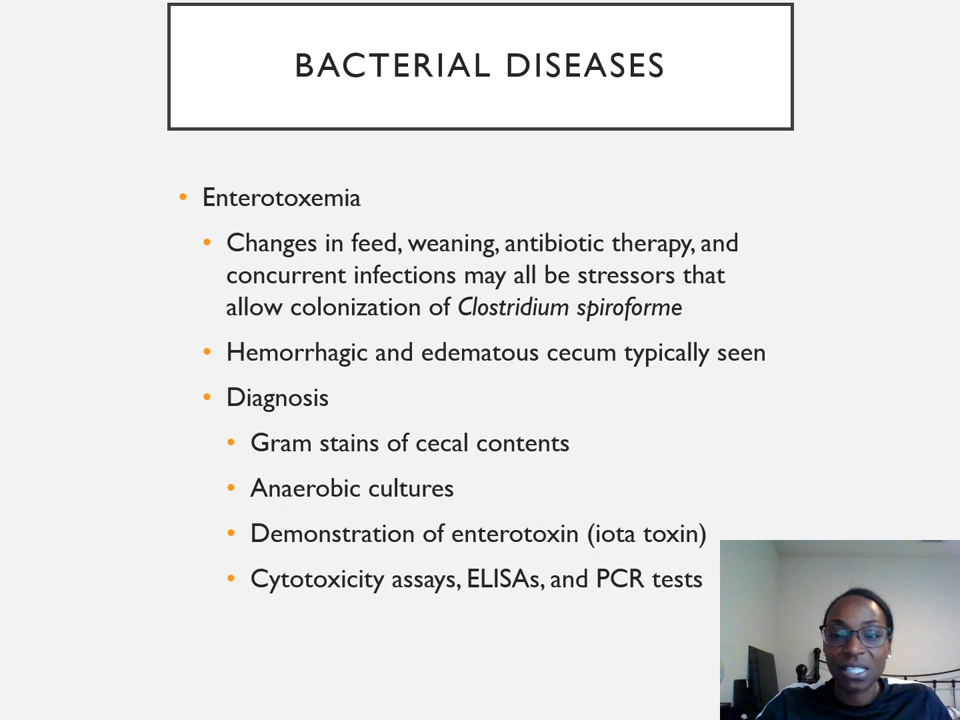 BACTERIAL DISEASES
• Enterotoxemia
• Changes in feed, weaning, antibiotic therapy, and
concurrent infections may all be stressors that
allow colonization of Clostridium spiroforme
• Hemorrhagic and edematous cecum typically seen
• Diagnosis
• Gram stains of cecal contents
• Anaerobic cultures
• Demonstration of enterotoxin (iota toxin)
• Cytotoxicity assays, ELISAs, and PCR tests